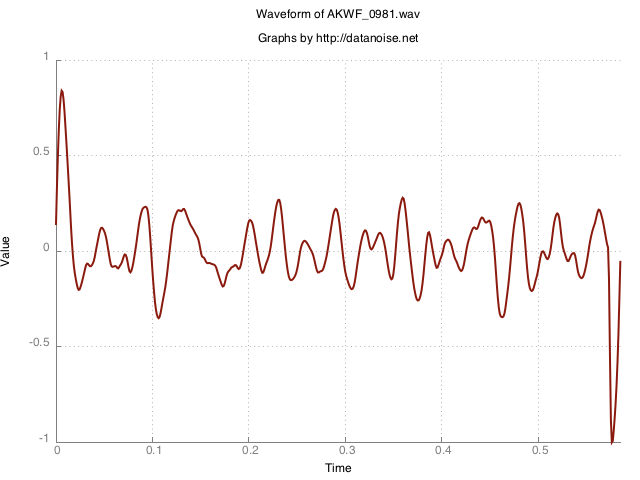 Waveform of AKWF_0981.wav
Graphs by http://datanoise.net
1
0.5
0
-0.5
-1
Value
0 0.1 0.2 0.3 0.4 0.5
Time